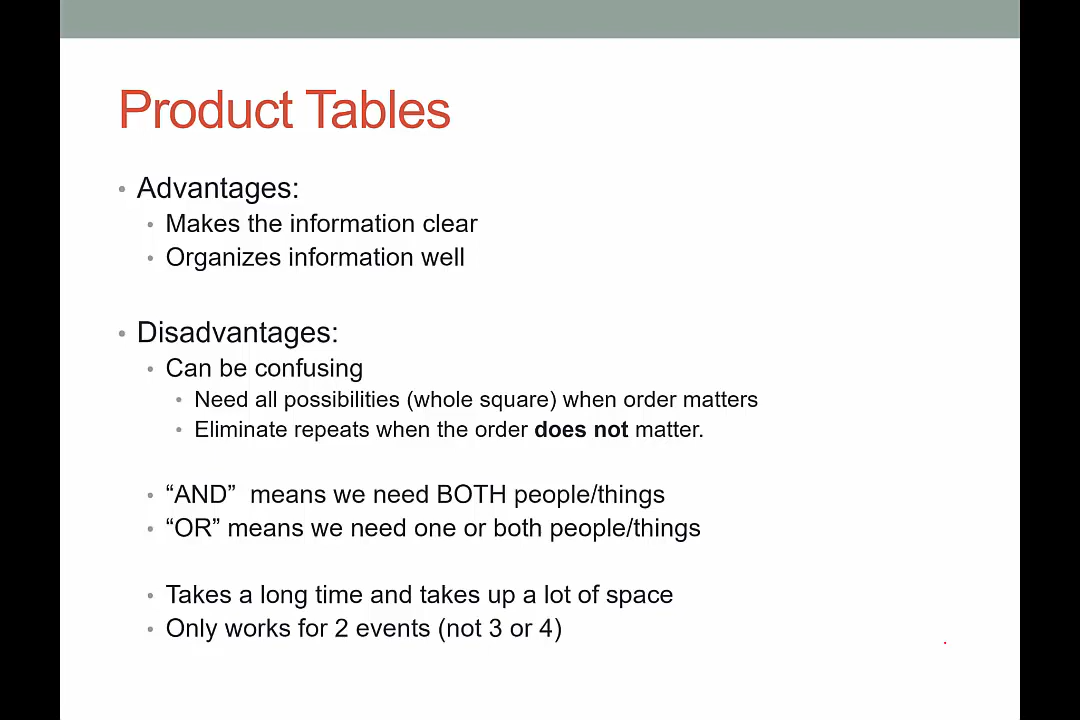 Product Tables
• Advantages:
• Makes the information clear
• Organizes information well
• Disadvantages:
• Can be confusing
• Need all possibilities (whole square) when order matters
• Eliminate repeats when the order does not matter.
• “AND”  means we need BOTH people/things
• “OR” means we need one or both people/things
• Takes a long time and takes up a lot of space
• Only works for 2 events (not 3 or 4)